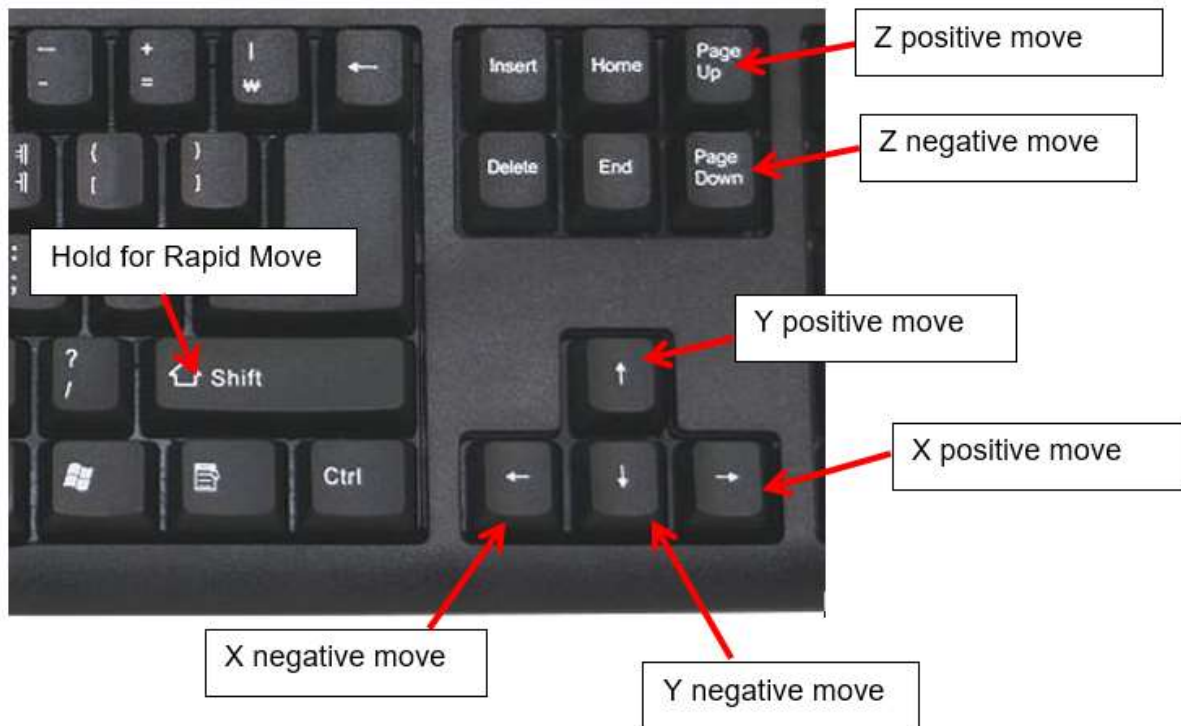 Z positive move
— + |
- = ₩ ←
Insert Home Page Up
Z negative move
{ }
[ ]
Delete End Page Down
Hold for Rapid Move
:
;
Y positive move
?
/
Shift
↑
X positive move
Ctrl
← ↓ →
X negative move
Y negative move